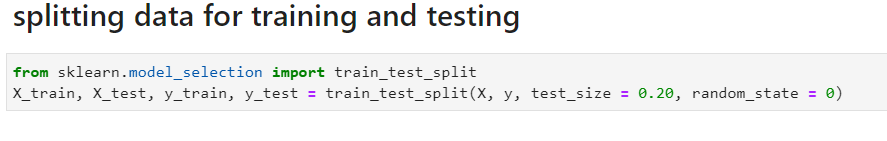 splitting data for training and testing
from sklearn.model_selection import train_test_split
X_train, X_test, y_train, y_test = train_test_split(X, y, test_size = 0.20, random_state = 0)